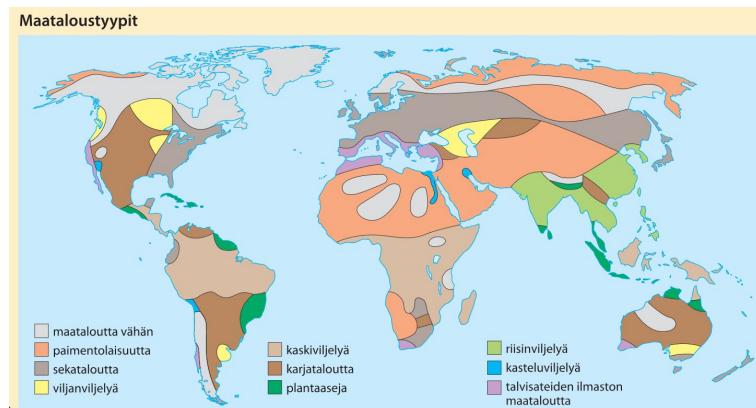 Maataloustyypit
maataloutta vähän
paimentolaisuutta
sekataloutta
viljanviljelyä
kaskiviljelyä
karjataloutta
plantaaseja
riisinviljelyä
kasteluviljelyä
talvisateiden ilmaston
maataloutta